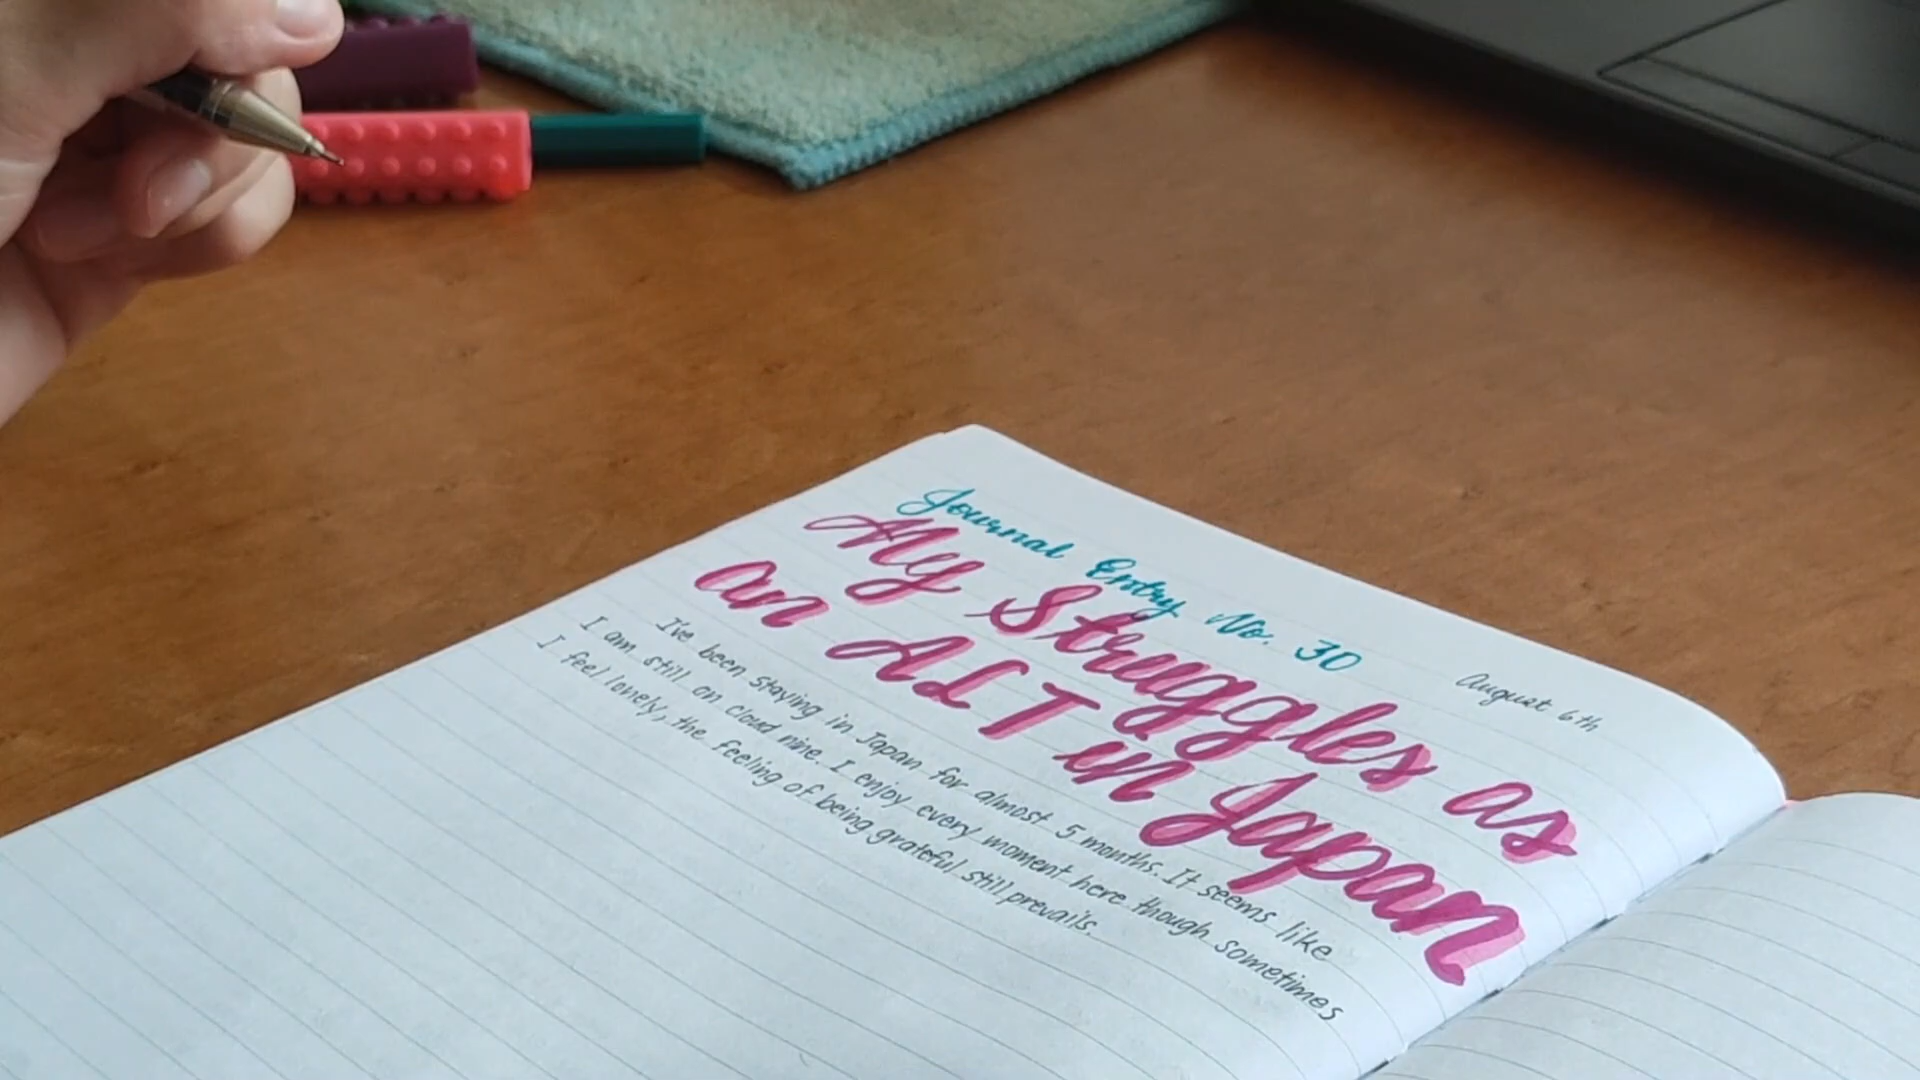 Journal Entry No. 30
August 6th
My Struggles as
an ALT in Japan
I've been staying in Japan for almost 5 months. It seems like
I am still on cloud nine. I enjoy every moment here though sometimes
I feel lonely, the feeling of being grateful still prevails.